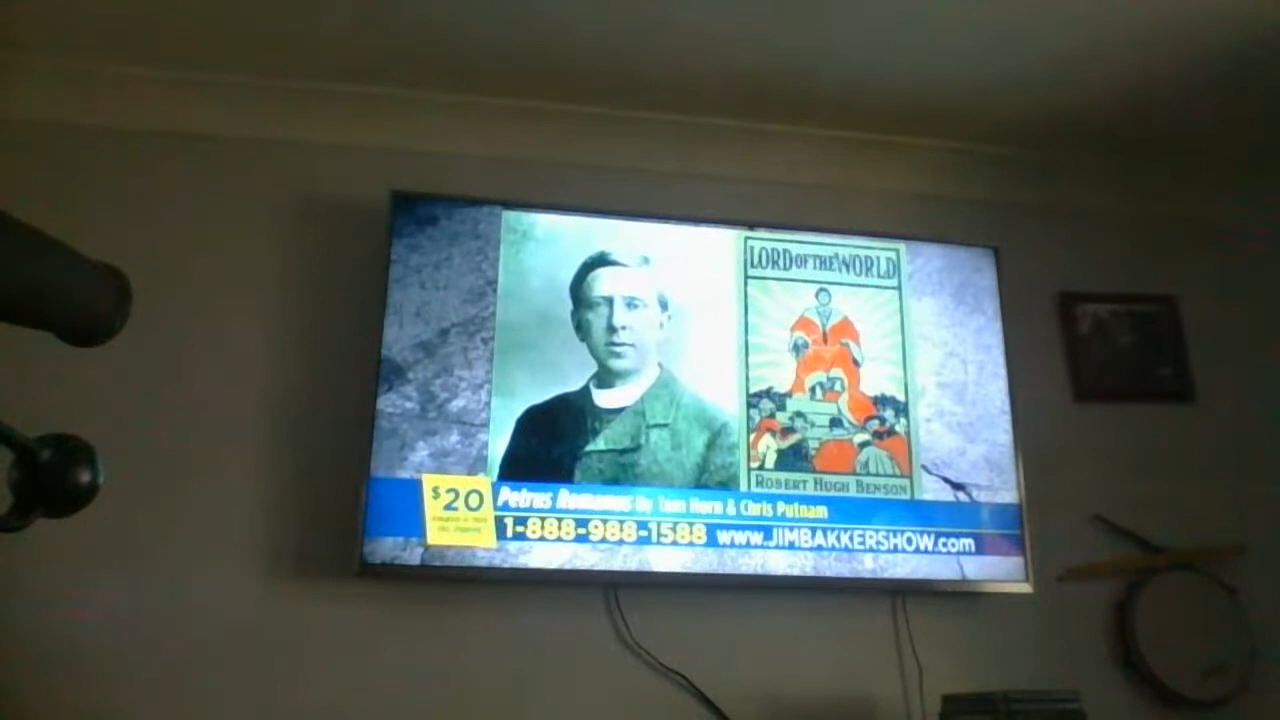 LORD OF THE WORLD
ROBERT HUGH BENSON
$20
Petrus Romanus By Tom Horn & Chris Putnam
1-888-988-1588 www.JIMBAKKERSHOW.com